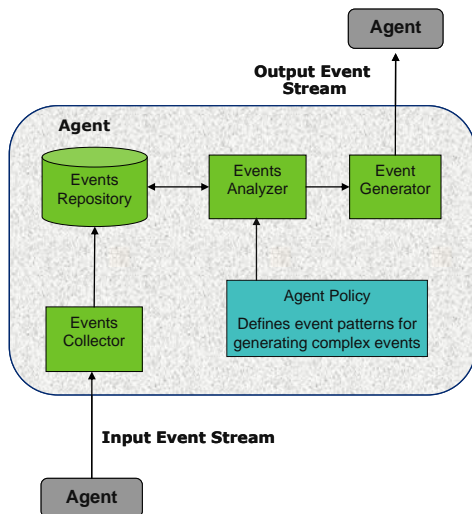 Agent
Output Event
Stream
Agent
Events
Repository
Events
Analyzer
Event
Generator
Agent Policy
Defines event patterns for
generating complex events
Events
Collector
Input Event Stream
Agent